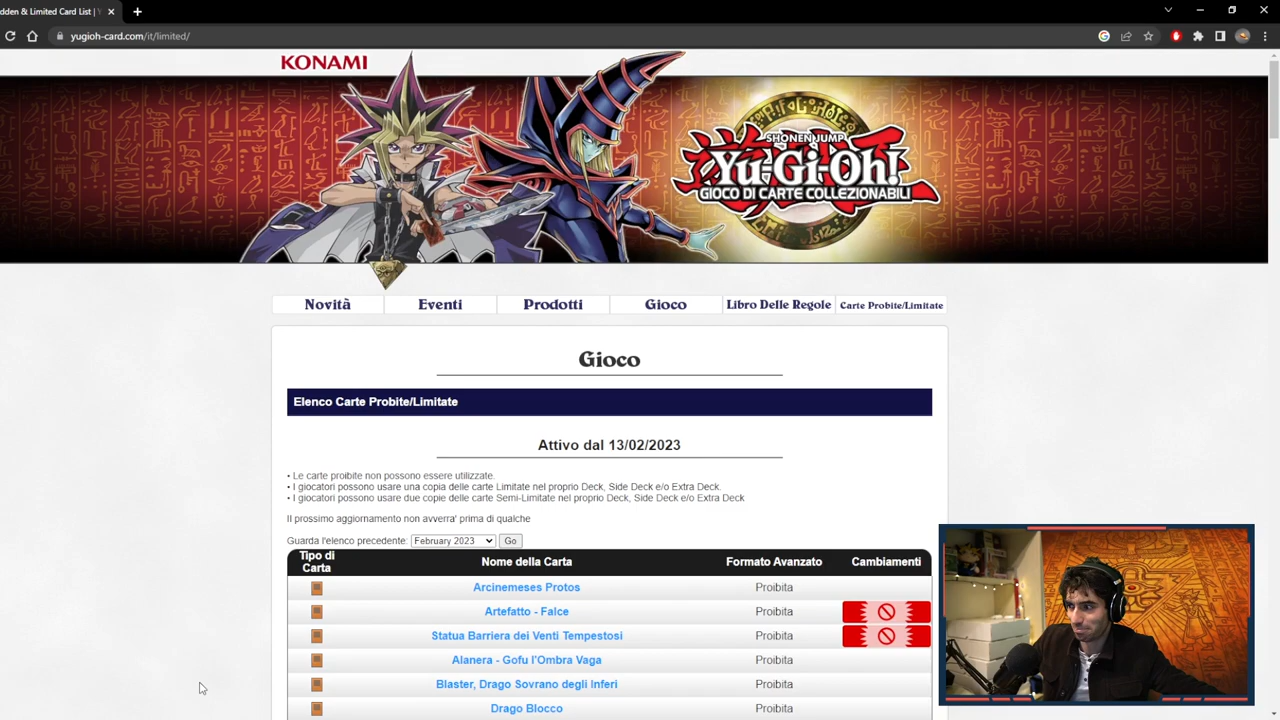 dden & Limited Card List | Y
yugioh-card.com/it/limited/
KONAMI
SHONEN JUMP
Yu-Gi-Oh!
GIOCO DI CARTE COLLEZIONABILI
Novità Eventi Prodotti Gioco Libro Delle Regole Carte Probite/Limitate
Gioco
Elenco Carte Probite/Limitate
Attivo dal 13/02/2023
• Le carte proibite non possono essere utilizzate.
• I giocatori possono usare una copia delle carte Limitate nel proprio Deck, Side Deck e/o Extra Deck.
• I giocatori possono usare due copie delle carte Semi-Limitate nel proprio Deck, Side Deck e/o Extra Deck
Il prossimo aggiornamento non avverra' prima di qualche
Guarda l'elenco precedente: February 2023 Go
Tipo di Carta Nome della Carta Formato Avanzato Cambiamenti
Arcinemeses Protos Proibita
Artefatto - Falce Proibita
Statua Barriera dei Venti Tempestosi Proibita
Alanera - Gofu l'Ombra Vaga Proibita
Blaster, Drago Sovrano degli Inferi Proibita
Drago Blocco Proibita